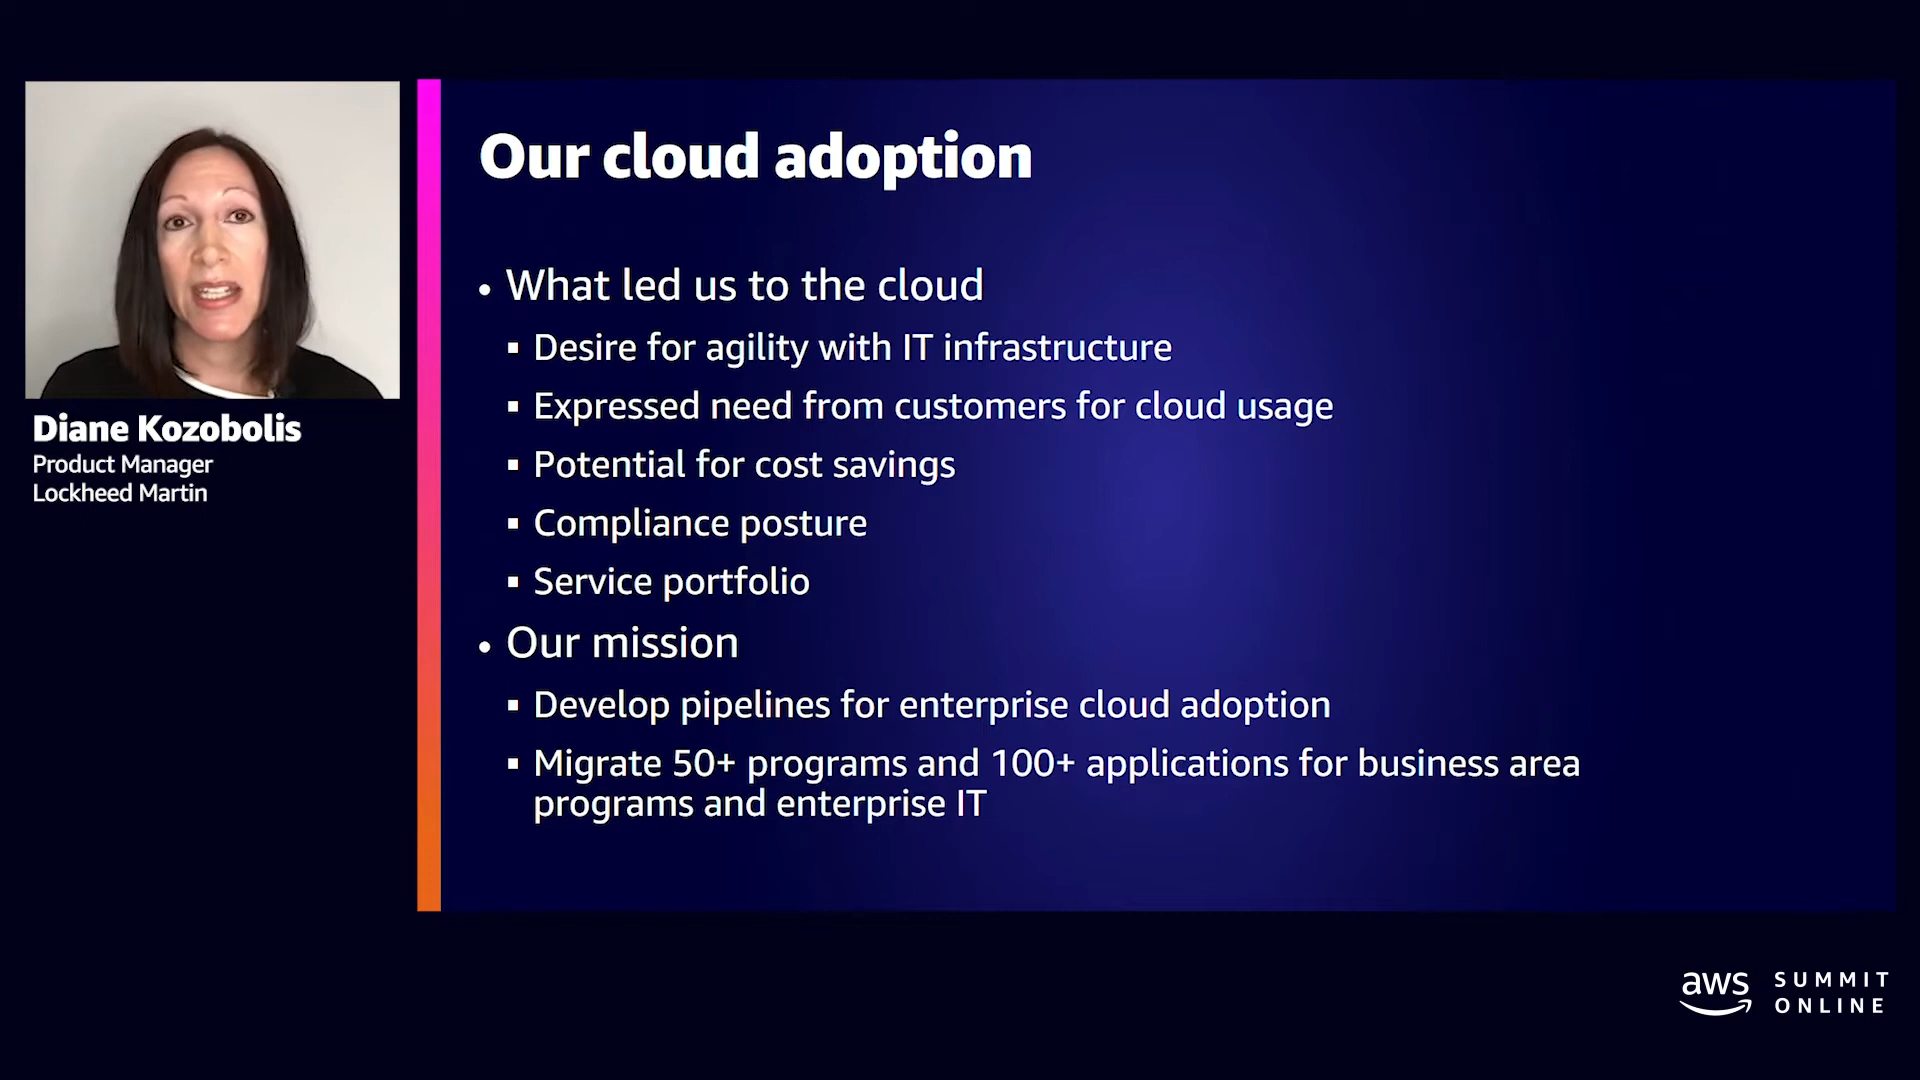 Diane Kozobolis
Product Manager
Lockheed Martin
Our cloud adoption
• What led us to the cloud
▪ Desire for agility with IT infrastructure
▪ Expressed need from customers for cloud usage
▪ Potential for cost savings
▪ Compliance posture
▪ Service portfolio
• Our mission
▪ Develop pipelines for enterprise cloud adoption
▪ Migrate 50+ programs and 100+ applications for business area
programs and enterprise IT
aws SUMMIT
ONLINE